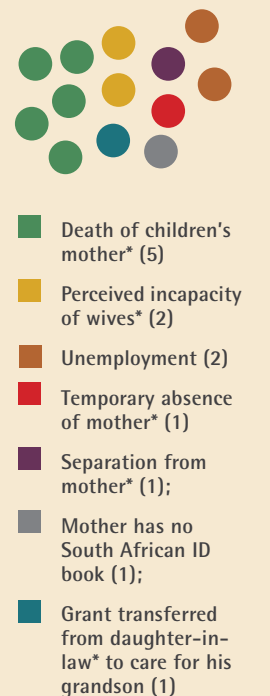 Death of children's
mother* (5)
Perceived incapacity
of wives* (2)
Unemployment (2)
Temporary absence
of mother* (1)
Separation from
mother* (1);
Mother has no
South African ID
book (1);
Grant transferred
from daughter-in-
law* to care for his
grandson (1)